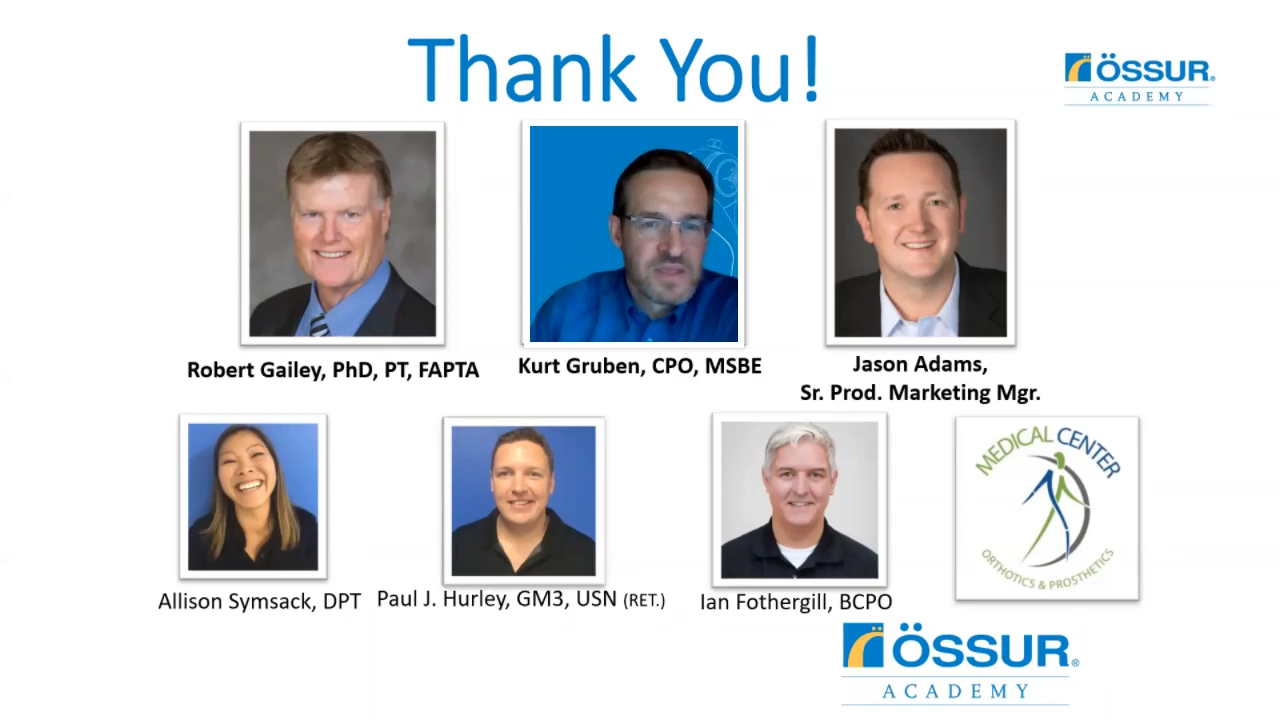 Thank You!
ÖSSUR®
ACADEMY
Robert Gailey, PhD, PT, FAPTA
Kurt Gruben, CPO, MSBE
Jason Adams,
Sr. Prod. Marketing Mgr.
MEDICAL CENTER
ORTHOTICS & PROSTHETICS
Allison Symsack, DPT
Paul J. Hurley, GM3, USN (RET.)
Ian Fothergill, BCPO
ÖSSUR®
ACADEMY